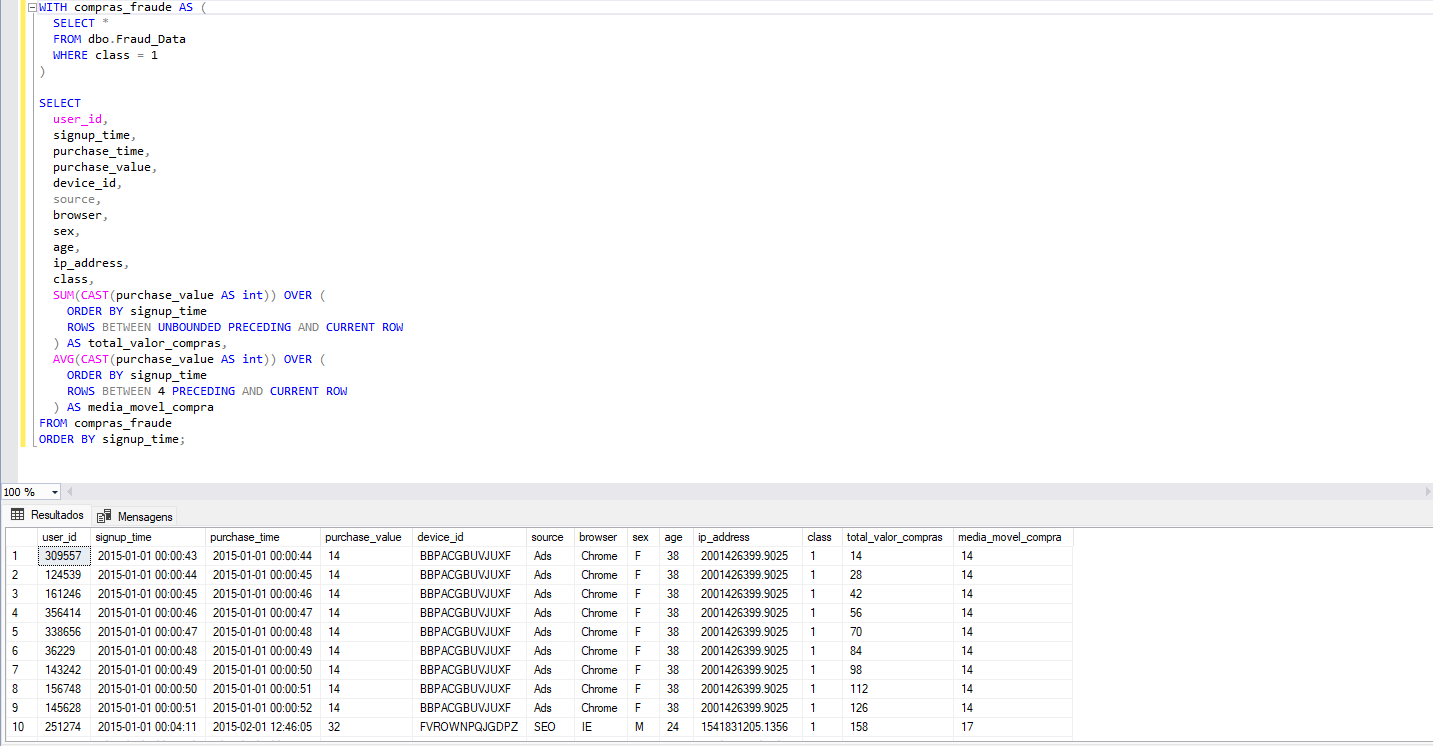 WITH compras_fraude AS (
SELECT *
FROM dbo.Fraud_Data
WHERE class = 1
)
SELECT
user_id,
signup_time,
purchase_time,
purchase_value,
device_id,
source,
browser,
sex,
age,
ip_address,
class,
SUM(CAST(purchase_value AS int)) OVER (
ORDER BY signup_time
ROWS BETWEEN UNBOUNDED PRECEDING AND CURRENT ROW
) AS total_valor_compras,
AVG(CAST(purchase_value AS int)) OVER (
ORDER BY signup_time
ROWS BETWEEN 4 PRECEDING AND CURRENT ROW
) AS media_movel_compra
FROM compras_fraude
ORDER BY signup_time;
100 %
Resultados Mensagens
user_id signup_time purchase_time purchase_value device_id source browser sex age ip_address class total_valor_compras media_movel_compra
1 309557 2015-01-01 00:00:43 2015-01-01 00:00:44 14 BBPACGBUVJUXF Ads Chrome F 38 2001426399.9025 1 14 14
2 124539 2015-01-01 00:00:44 2015-01-01 00:00:45 14 BBPACGBUVJUXF Ads Chrome F 38 2001426399.9025 1 28 14
3 161246 2015-01-01 00:00:45 2015-01-01 00:00:46 14 BBPACGBUVJUXF Ads Chrome F 38 2001426399.9025 1 42 14
4 356414 2015-01-01 00:00:46 2015-01-01 00:00:47 14 BBPACGBUVJUXF Ads Chrome F 38 2001426399.9025 1 56 14
5 338656 2015-01-01 00:00:47 2015-01-01 00:00:48 14 BBPACGBUVJUXF Ads Chrome F 38 2001426399.9025 1 70 14
6 36229 2015-01-01 00:00:48 2015-01-01 00:00:49 14 BBPACGBUVJUXF Ads Chrome F 38 2001426399.9025 1 84 14
7 143242 2015-01-01 00:00:49 2015-01-01 00:00:50 14 BBPACGBUVJUXF Ads Chrome F 38 2001426399.9025 1 98 14
8 156748 2015-01-01 00:00:50 2015-01-01 00:00:51 14 BBPACGBUVJUXF Ads Chrome F 38 2001426399.9025 1 112 14
9 145628 2015-01-01 00:00:51 2015-01-01 00:00:52 14 BBPACGBUVJUXF Ads Chrome F 38 2001426399.9025 1 126 14
10 251274 2015-01-01 00:04:11 2015-02-01 12:46:05 32 FVROWNPQJGDPZ SEO IE M 24 1541831205.1356 1 158 17